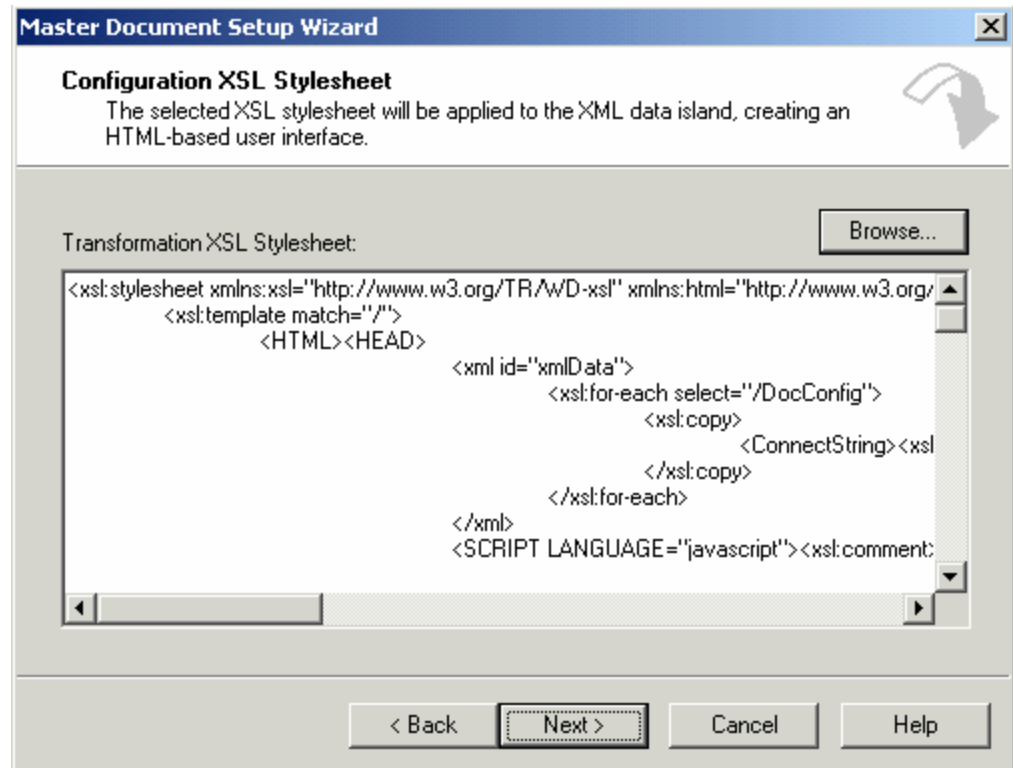 Master Document Setup Wizard
Configuration XSL Stylesheet
The selected XSL stylesheet will be applied to the XML data island, creating an
HTML-based user interface.
Browse...
Transformation XSL Stylesheet:
<xsl:stylesheet xmlns:xsl="http://www.w3.org/TR/WD-xsl" xmlns:html="http://www.w3.org/
<xsl:template match="/">
<HTML><HEAD>
<xml id="xmlData">
<xsl:for-each select="/DocConfig">
<xsl:copy>
<ConnectString><xsl
</xsl:copy>
</xsl:for-each>
</xml>
<SCRIPT LANGUAGE="javascript"><xsl:comment>
< Back
Next >
Cancel
Help